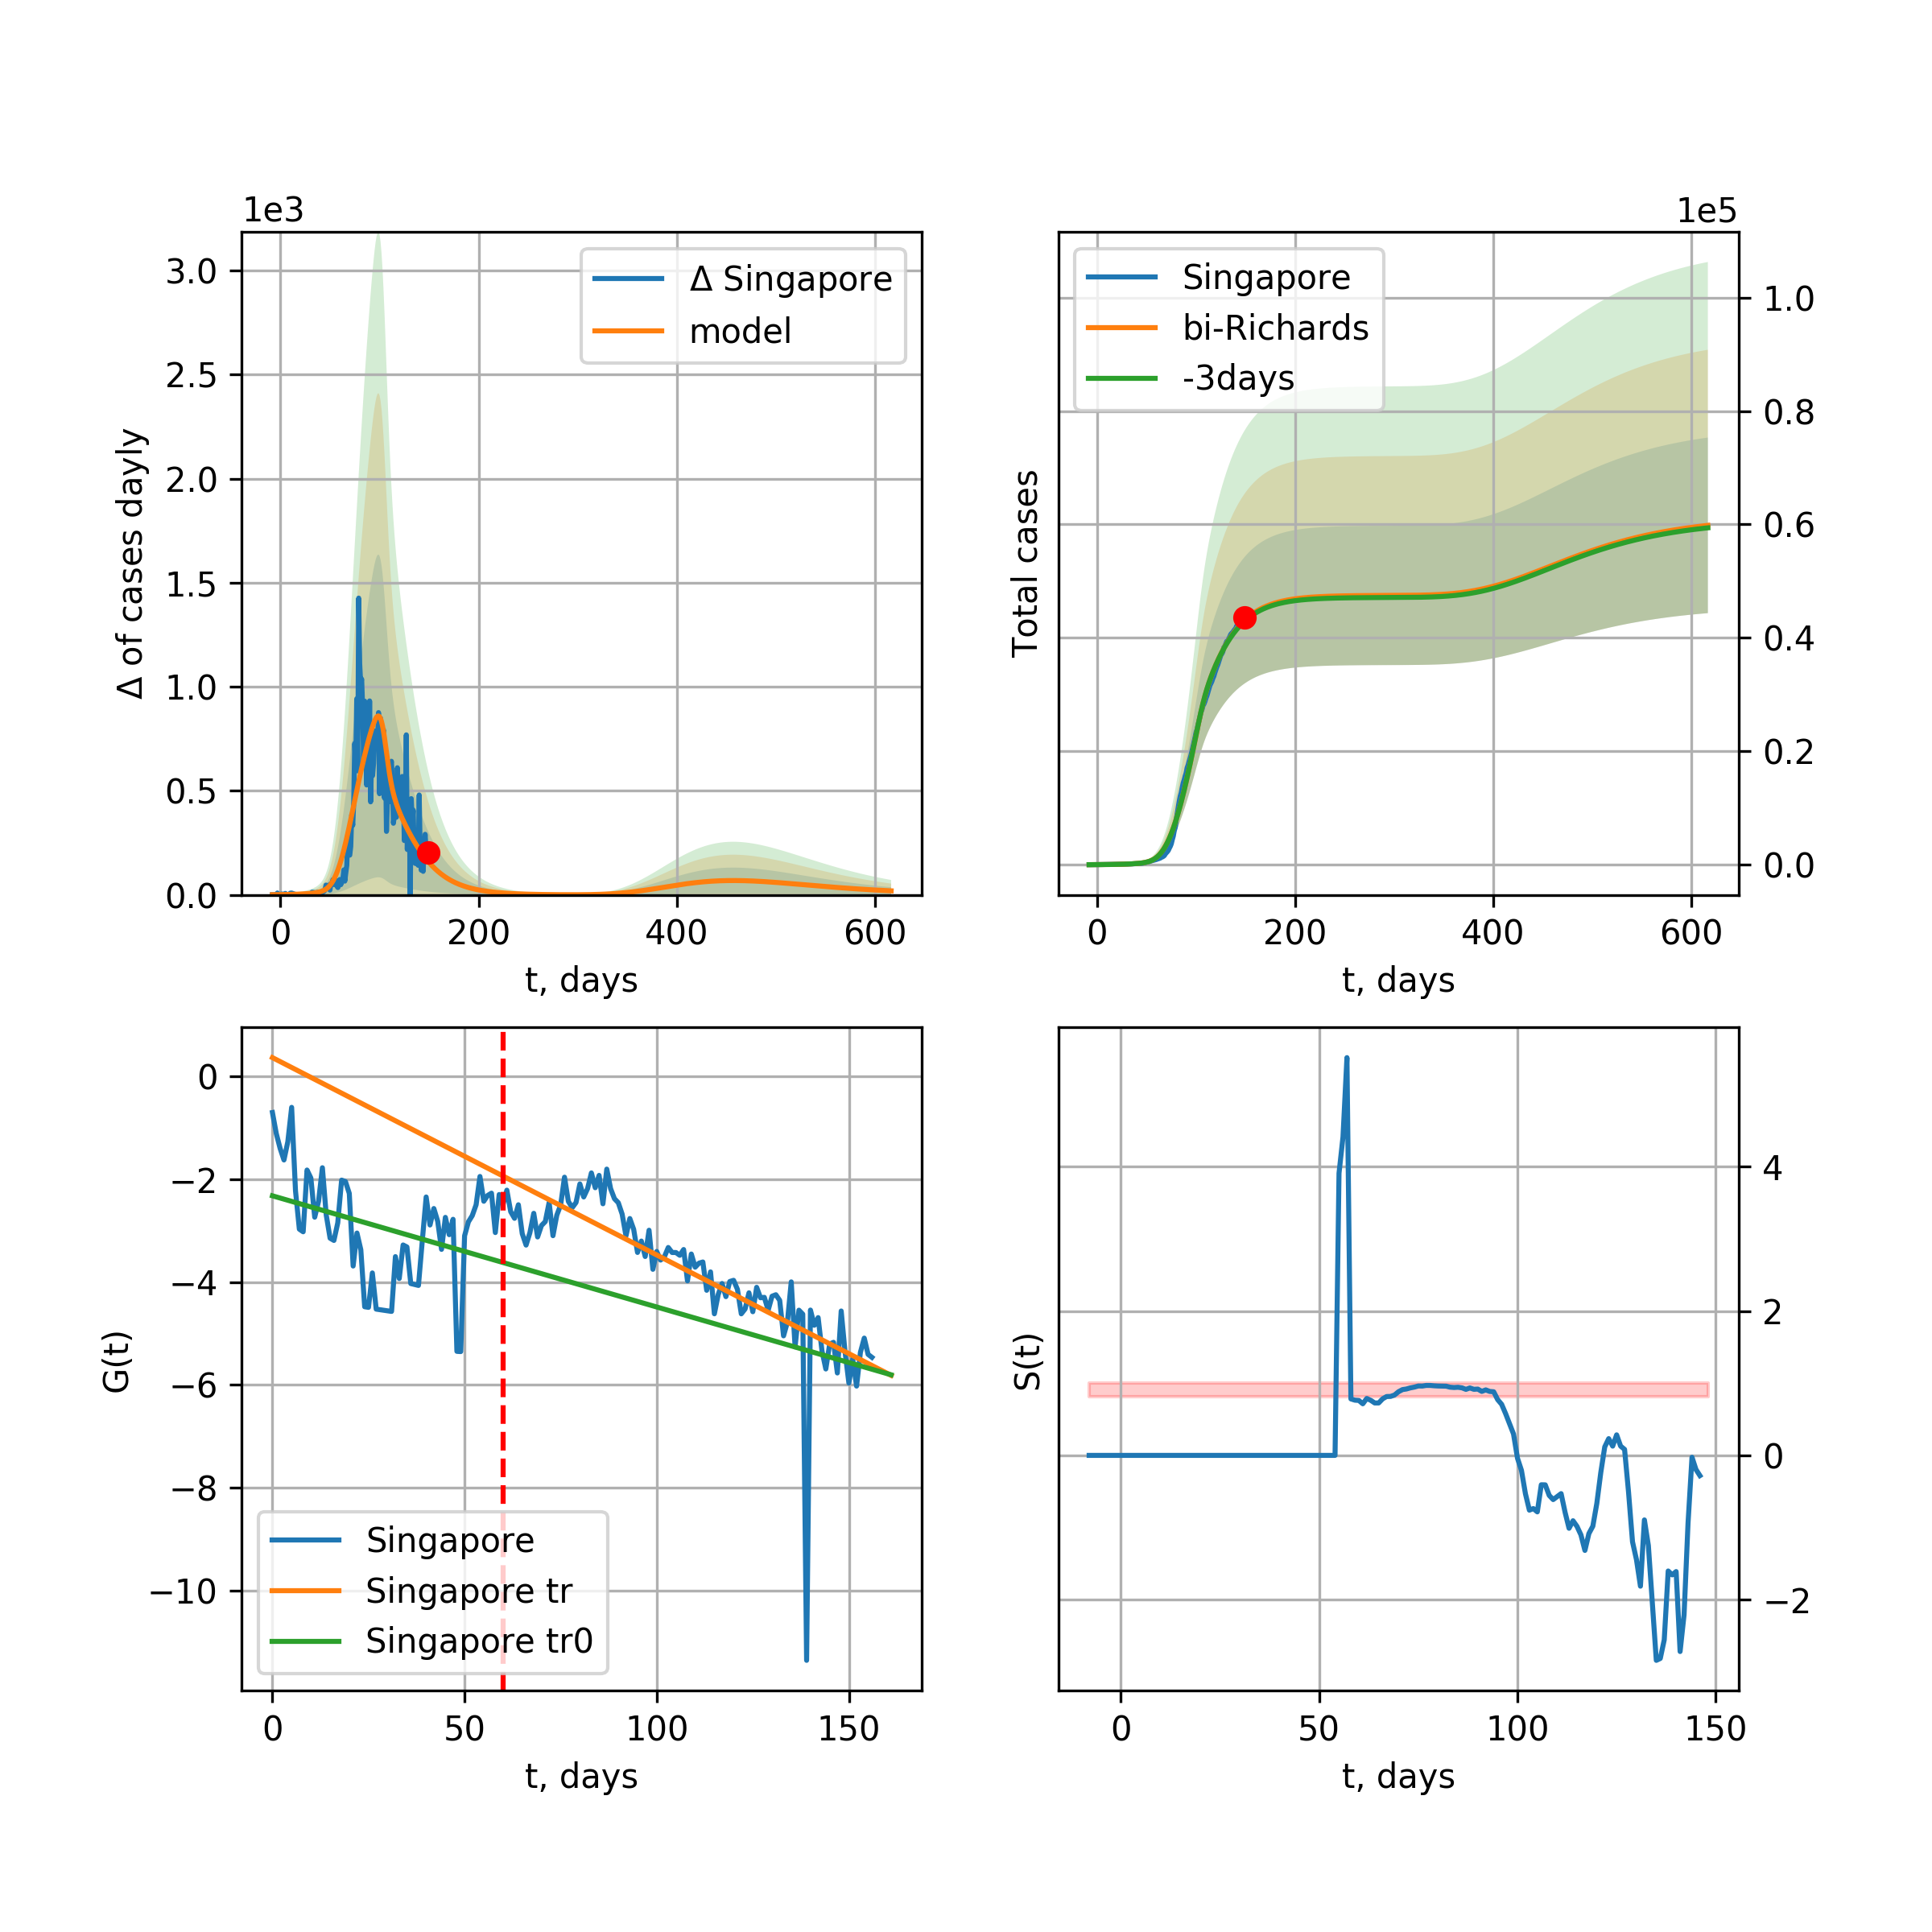 1e3
3.0
2.5
2.0
1.5
1.0
0.5
0.0
Δ of cases dayly
Δ Singapore
model
0 200 400 600
t, days
1e5
Singapore
bi-Richards
-3days
Total cases
1.0
0.8
0.6
0.4
0.2
0.0
0 200 400 600
t, days
0
−2
−4
−6
−8
−10
G(t)
Singapore
Singapore tr
Singapore tr0
0 50 100 150
t, days
S(t)
4
2
0
−2
0 50 100 150
t, days